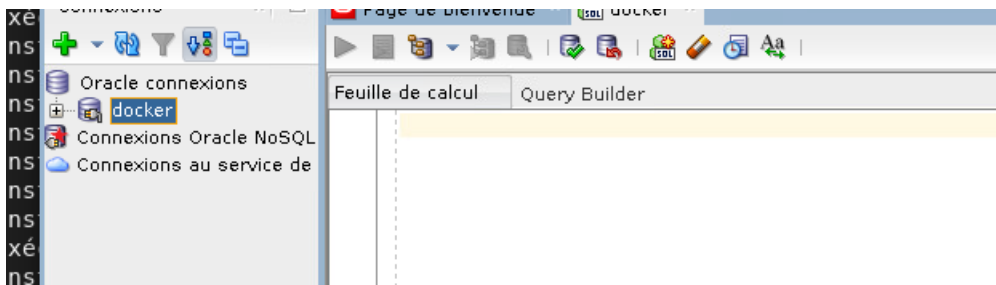 Connexions
Page de bienvenue
docker
Oracle connexions
docker
Connexions Oracle NoSQL
Connexions au service de
Feuille de calcul
Query Builder
xé
ns
ns
ns
ns
ns
ns
ns
xé
ns